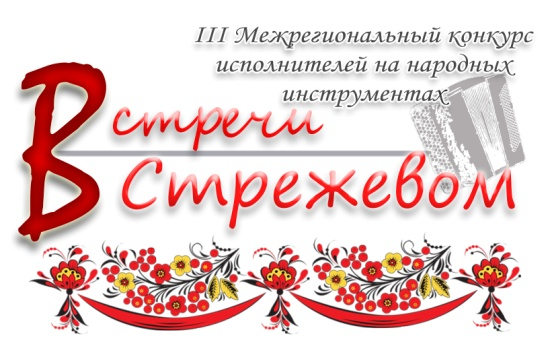 III Межрегиональный конкурс
исполнителей на народных
инструментах
Встречи
В Стрежевом